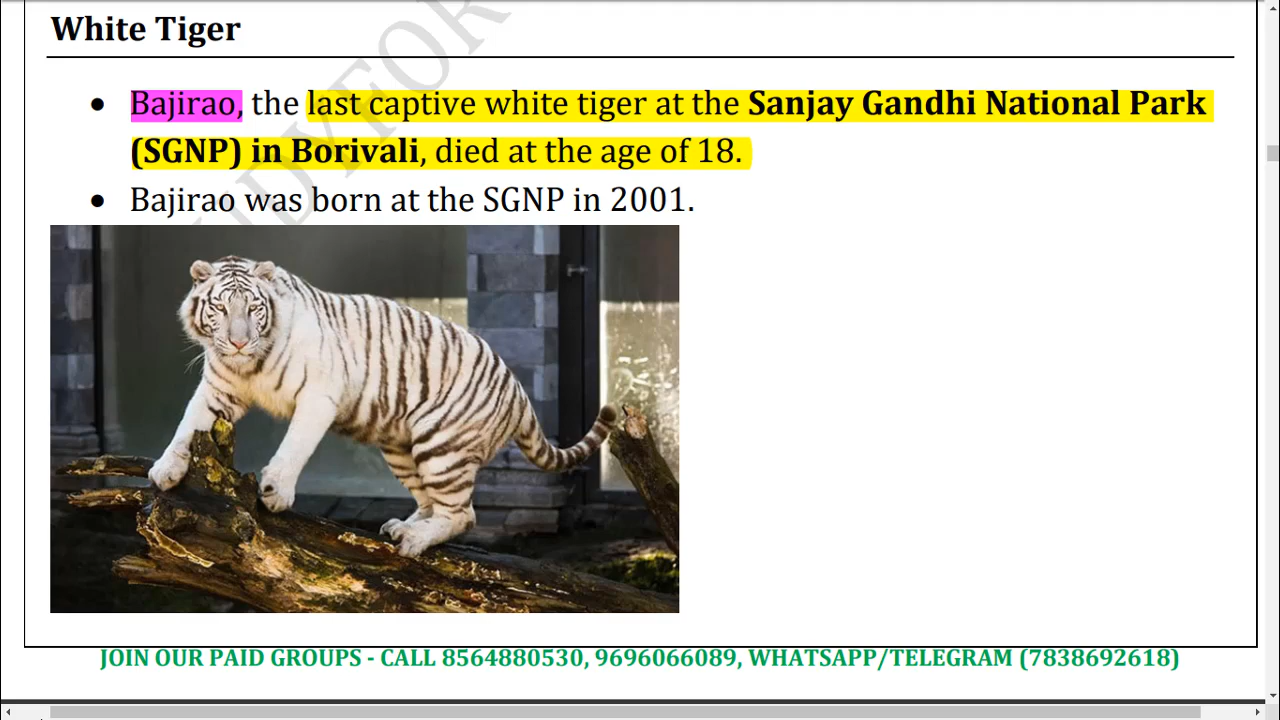 White Tiger
• Bajirao, the last captive white tiger at the Sanjay Gandhi National Park
(SGNP) in Borivali, died at the age of 18.
• Bajirao was born at the SGNP in 2001.
JOIN OUR PAID GROUPS - CALL 8564880530, 9696066089, WHATSAPP/TELEGRAM (7838692618)